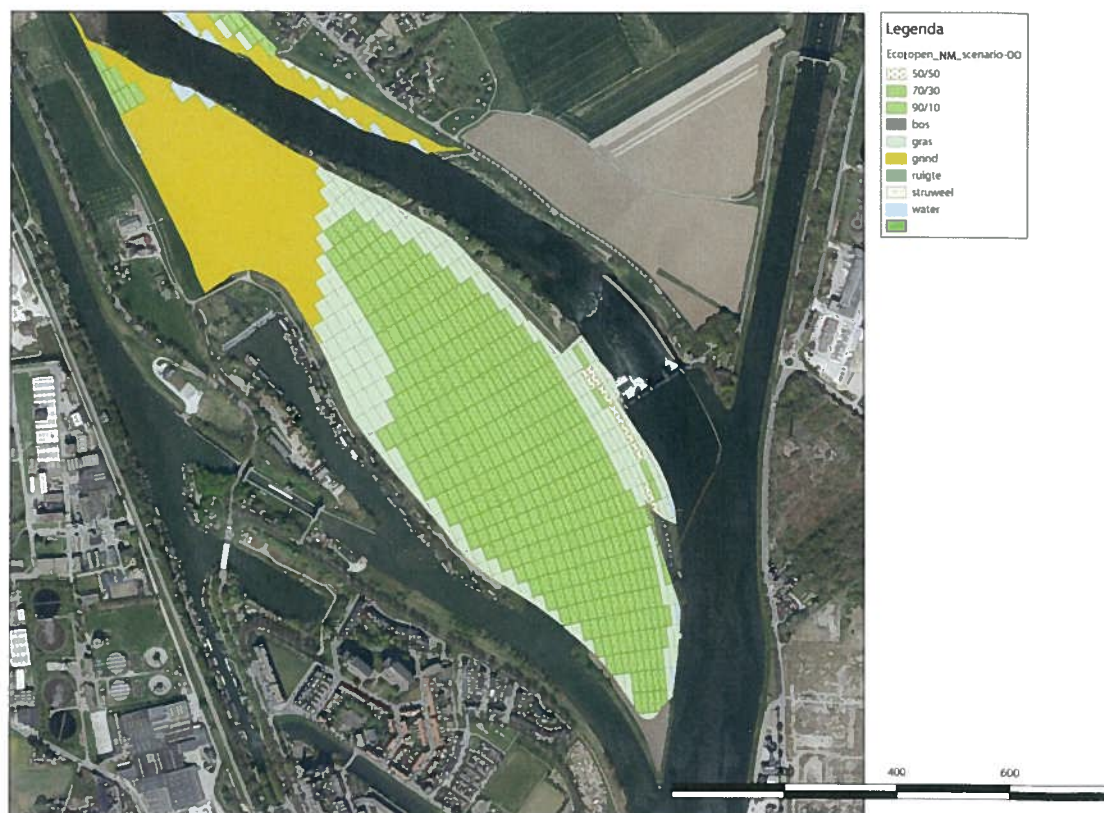 Legenda
Ecotopen_NM_scenario-00
50/50
70/30
90/10
bos
gras
grind
ruigte
struweel
water
400
600